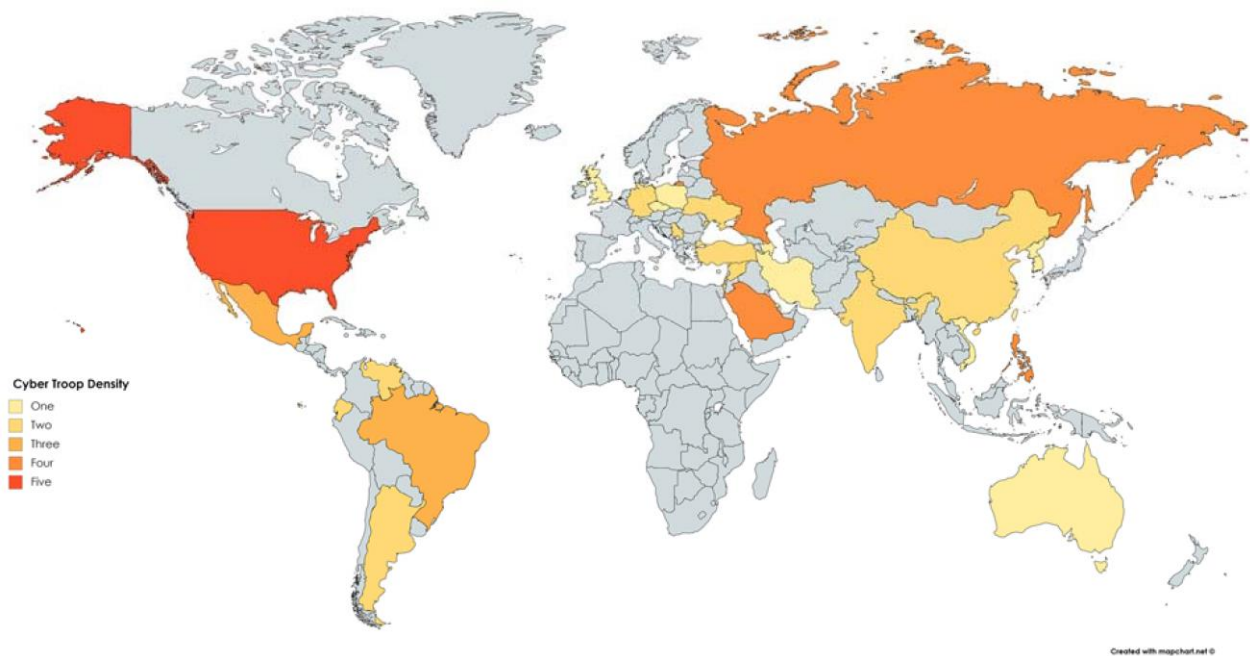 Cyber Troop Density
One
Two
Three
Four
Five
Created with mapchart.net ©